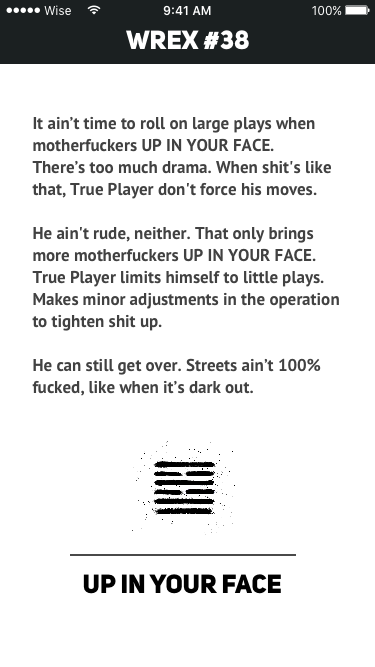 Wise 9:41 AM 100%
WREX #38
It ain’t time to roll on large plays when
motherfuckers UP IN YOUR FACE.
There’s too much drama. When shit's like
that, True Player don't force his moves.
He ain't rude, neither. That only brings
more motherfuckers UP IN YOUR FACE.
True Player limits himself to little plays.
Makes minor adjustments in the operation
to tighten shit up.
He can still get over. Streets ain’t 100%
fucked, like when it’s dark out.
UP IN YOUR FACE